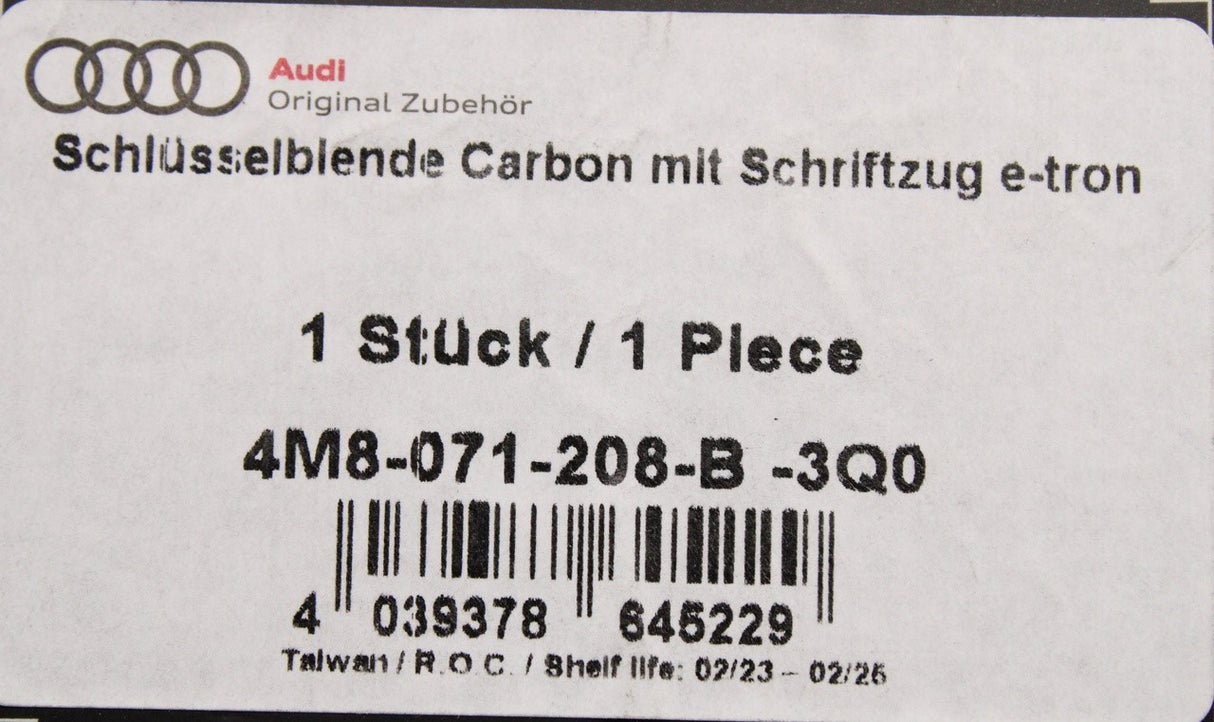 Audi
Original Zubehör
Schlüsselblende Carbon mit Schriftzug e-tron
1 Stück / 1 Piece
4M8-071-208-B -3Q0
4 039378 645229
Taiwan / R.O.C. / Shelf life: 02/23 – 02/26